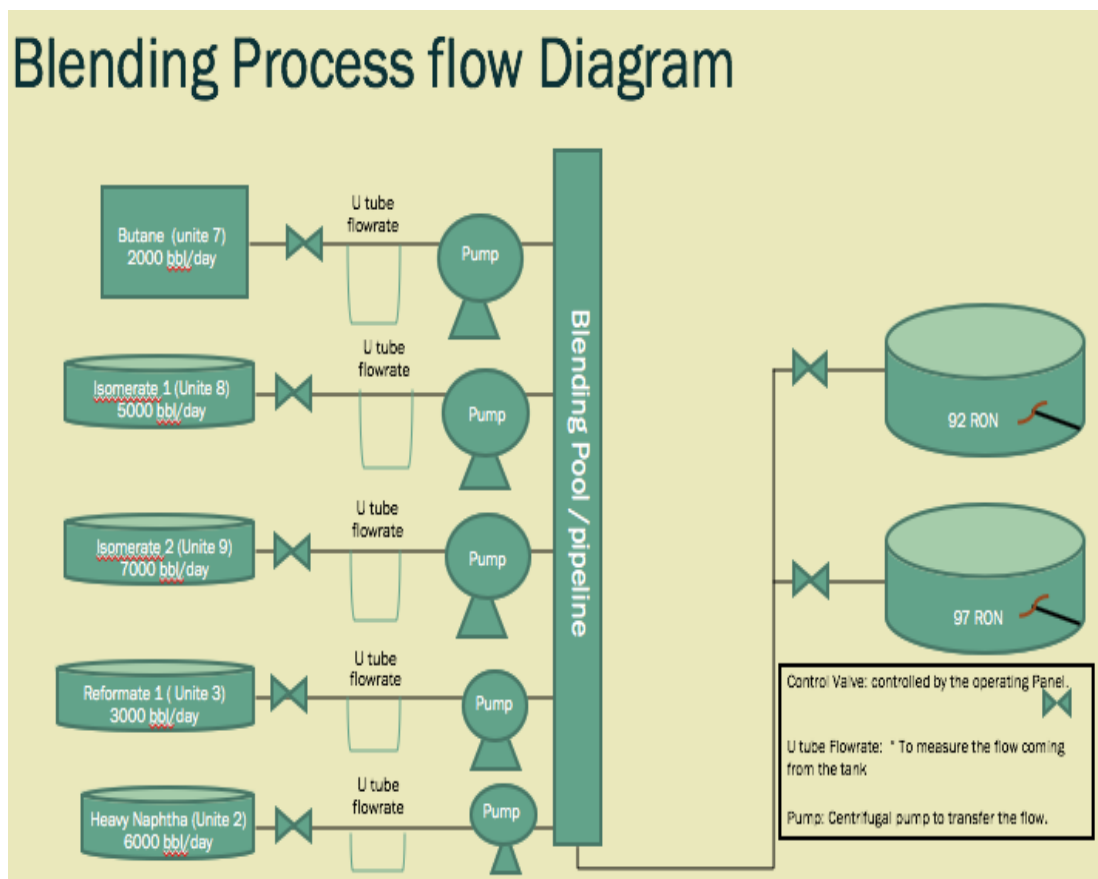 Blending Process flow Diagram
U tube
flowrate
Butane (unite 7)
2000 bbl/day
Pump
U tube
flowrate
Isomerate 1 (Unite 8)
5000 bbl/day
Pump
U tube
flowrate
Isomerate 2 (Unite 9)
7000 bbl/day
Pump
U tube
flowrate
Reformate 1 ( Unite 3)
3000 bbl/day
Pump
U tube
flowrate
Heavy Naphtha (Unite 2)
6000 bbl/day
Pump
Blending Pool /pipeline
92 RON
97 RON
Control Valve: controlled by the operating Panel.
U tube Flowrate: * To measure the flow coming
from the tank
Pump: Centrifugal pump to transfer the flow.